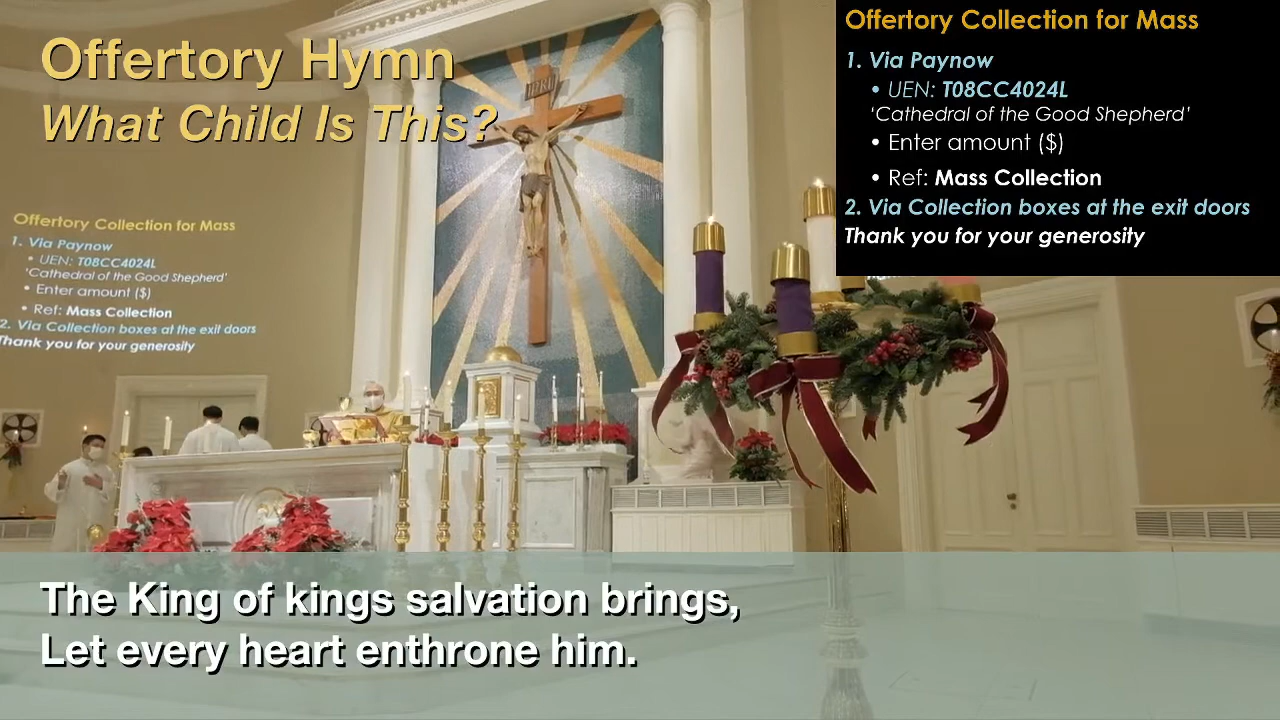 Offertory Hymn
What Child Is This?
Offertory Collection for Mass
1. Via Paynow
• UEN: T08CC4024L
'Cathedral of the Good Shepherd'
• Enter amount ($)
• Ref: Mass Collection
2. Via Collection boxes at the exit doors
Thank you for your generosity
INRI
Offertory Collection for Mass
1. Via Paynow
• UEN: T08CC4024L
'Cathedral of the Good Shepherd'
• Enter amount ($)
• Ref: Mass Collection
2. Via Collection boxes at the exit doors
Thank you for your generosity
The King of kings salvation brings,
Let every heart enthrone him.